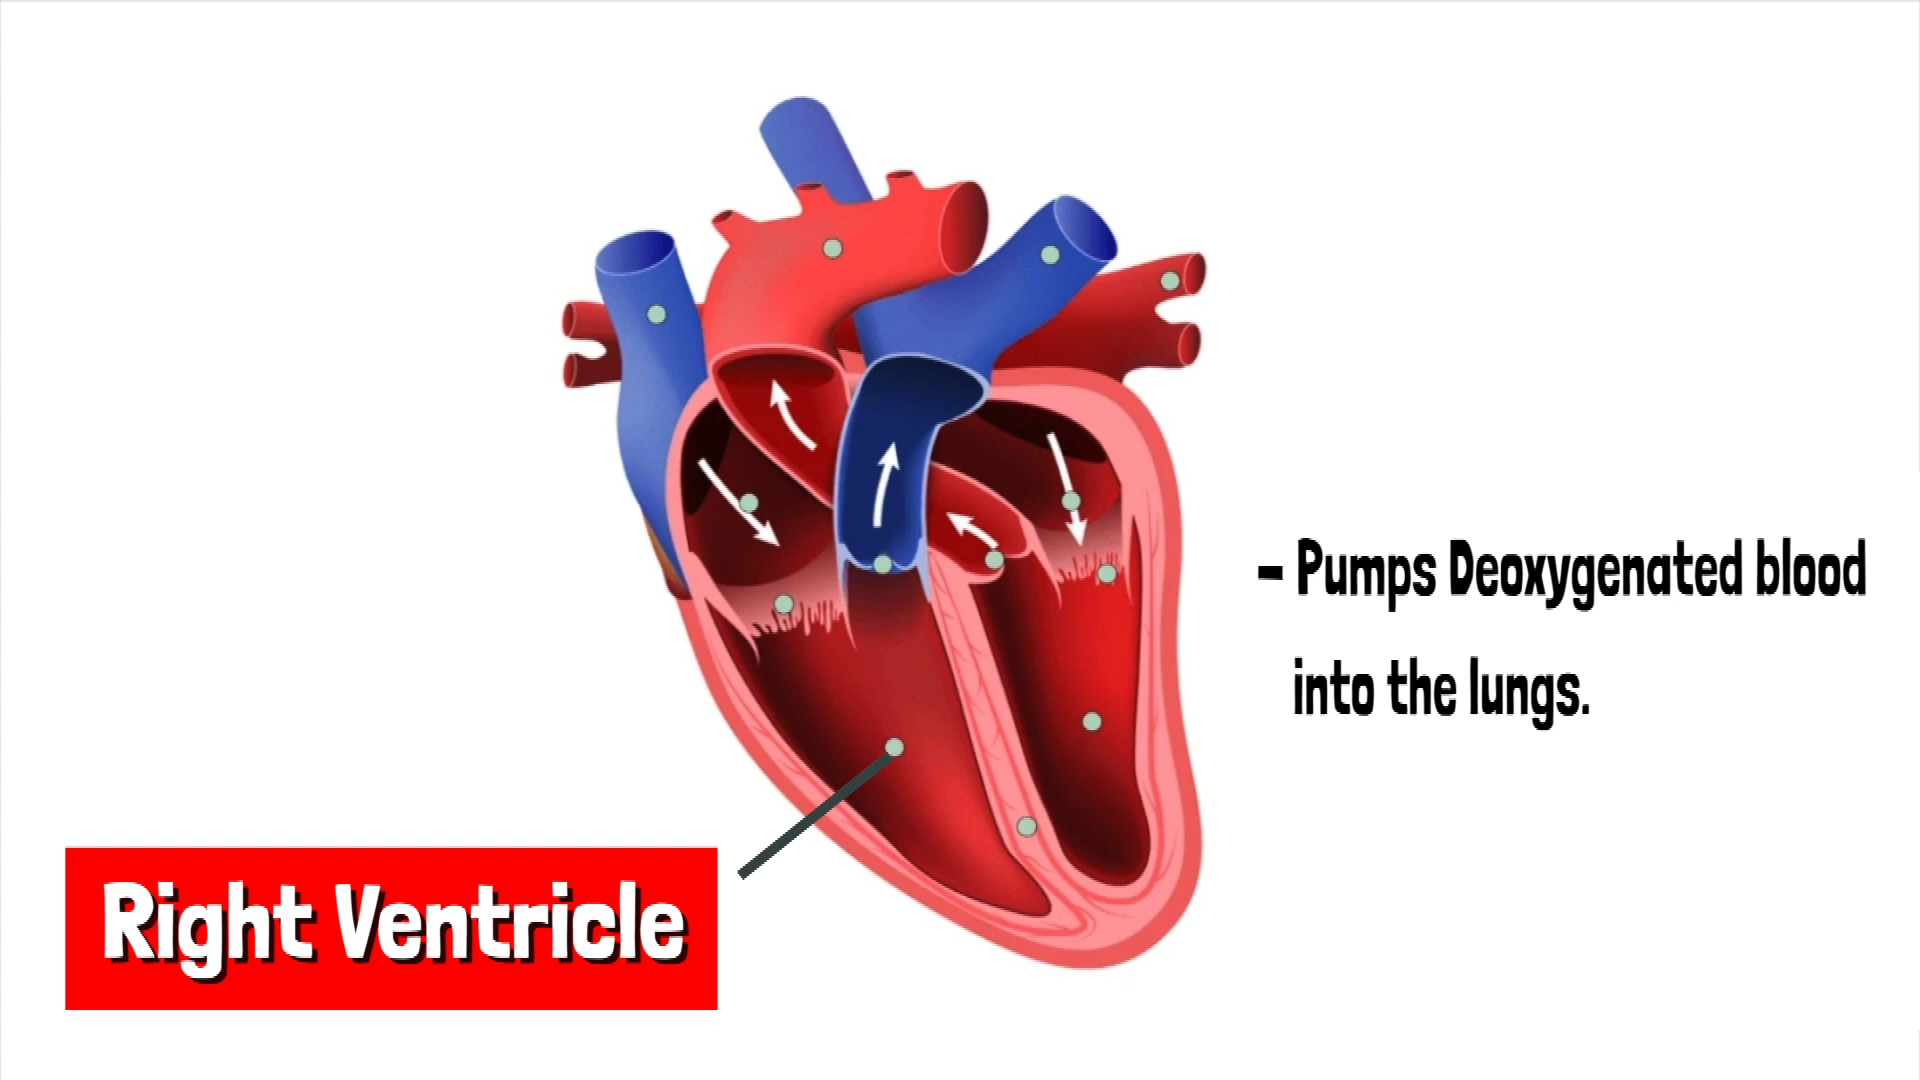 – Pumps Deoxygenated blood
into the lungs.
Right Ventricle